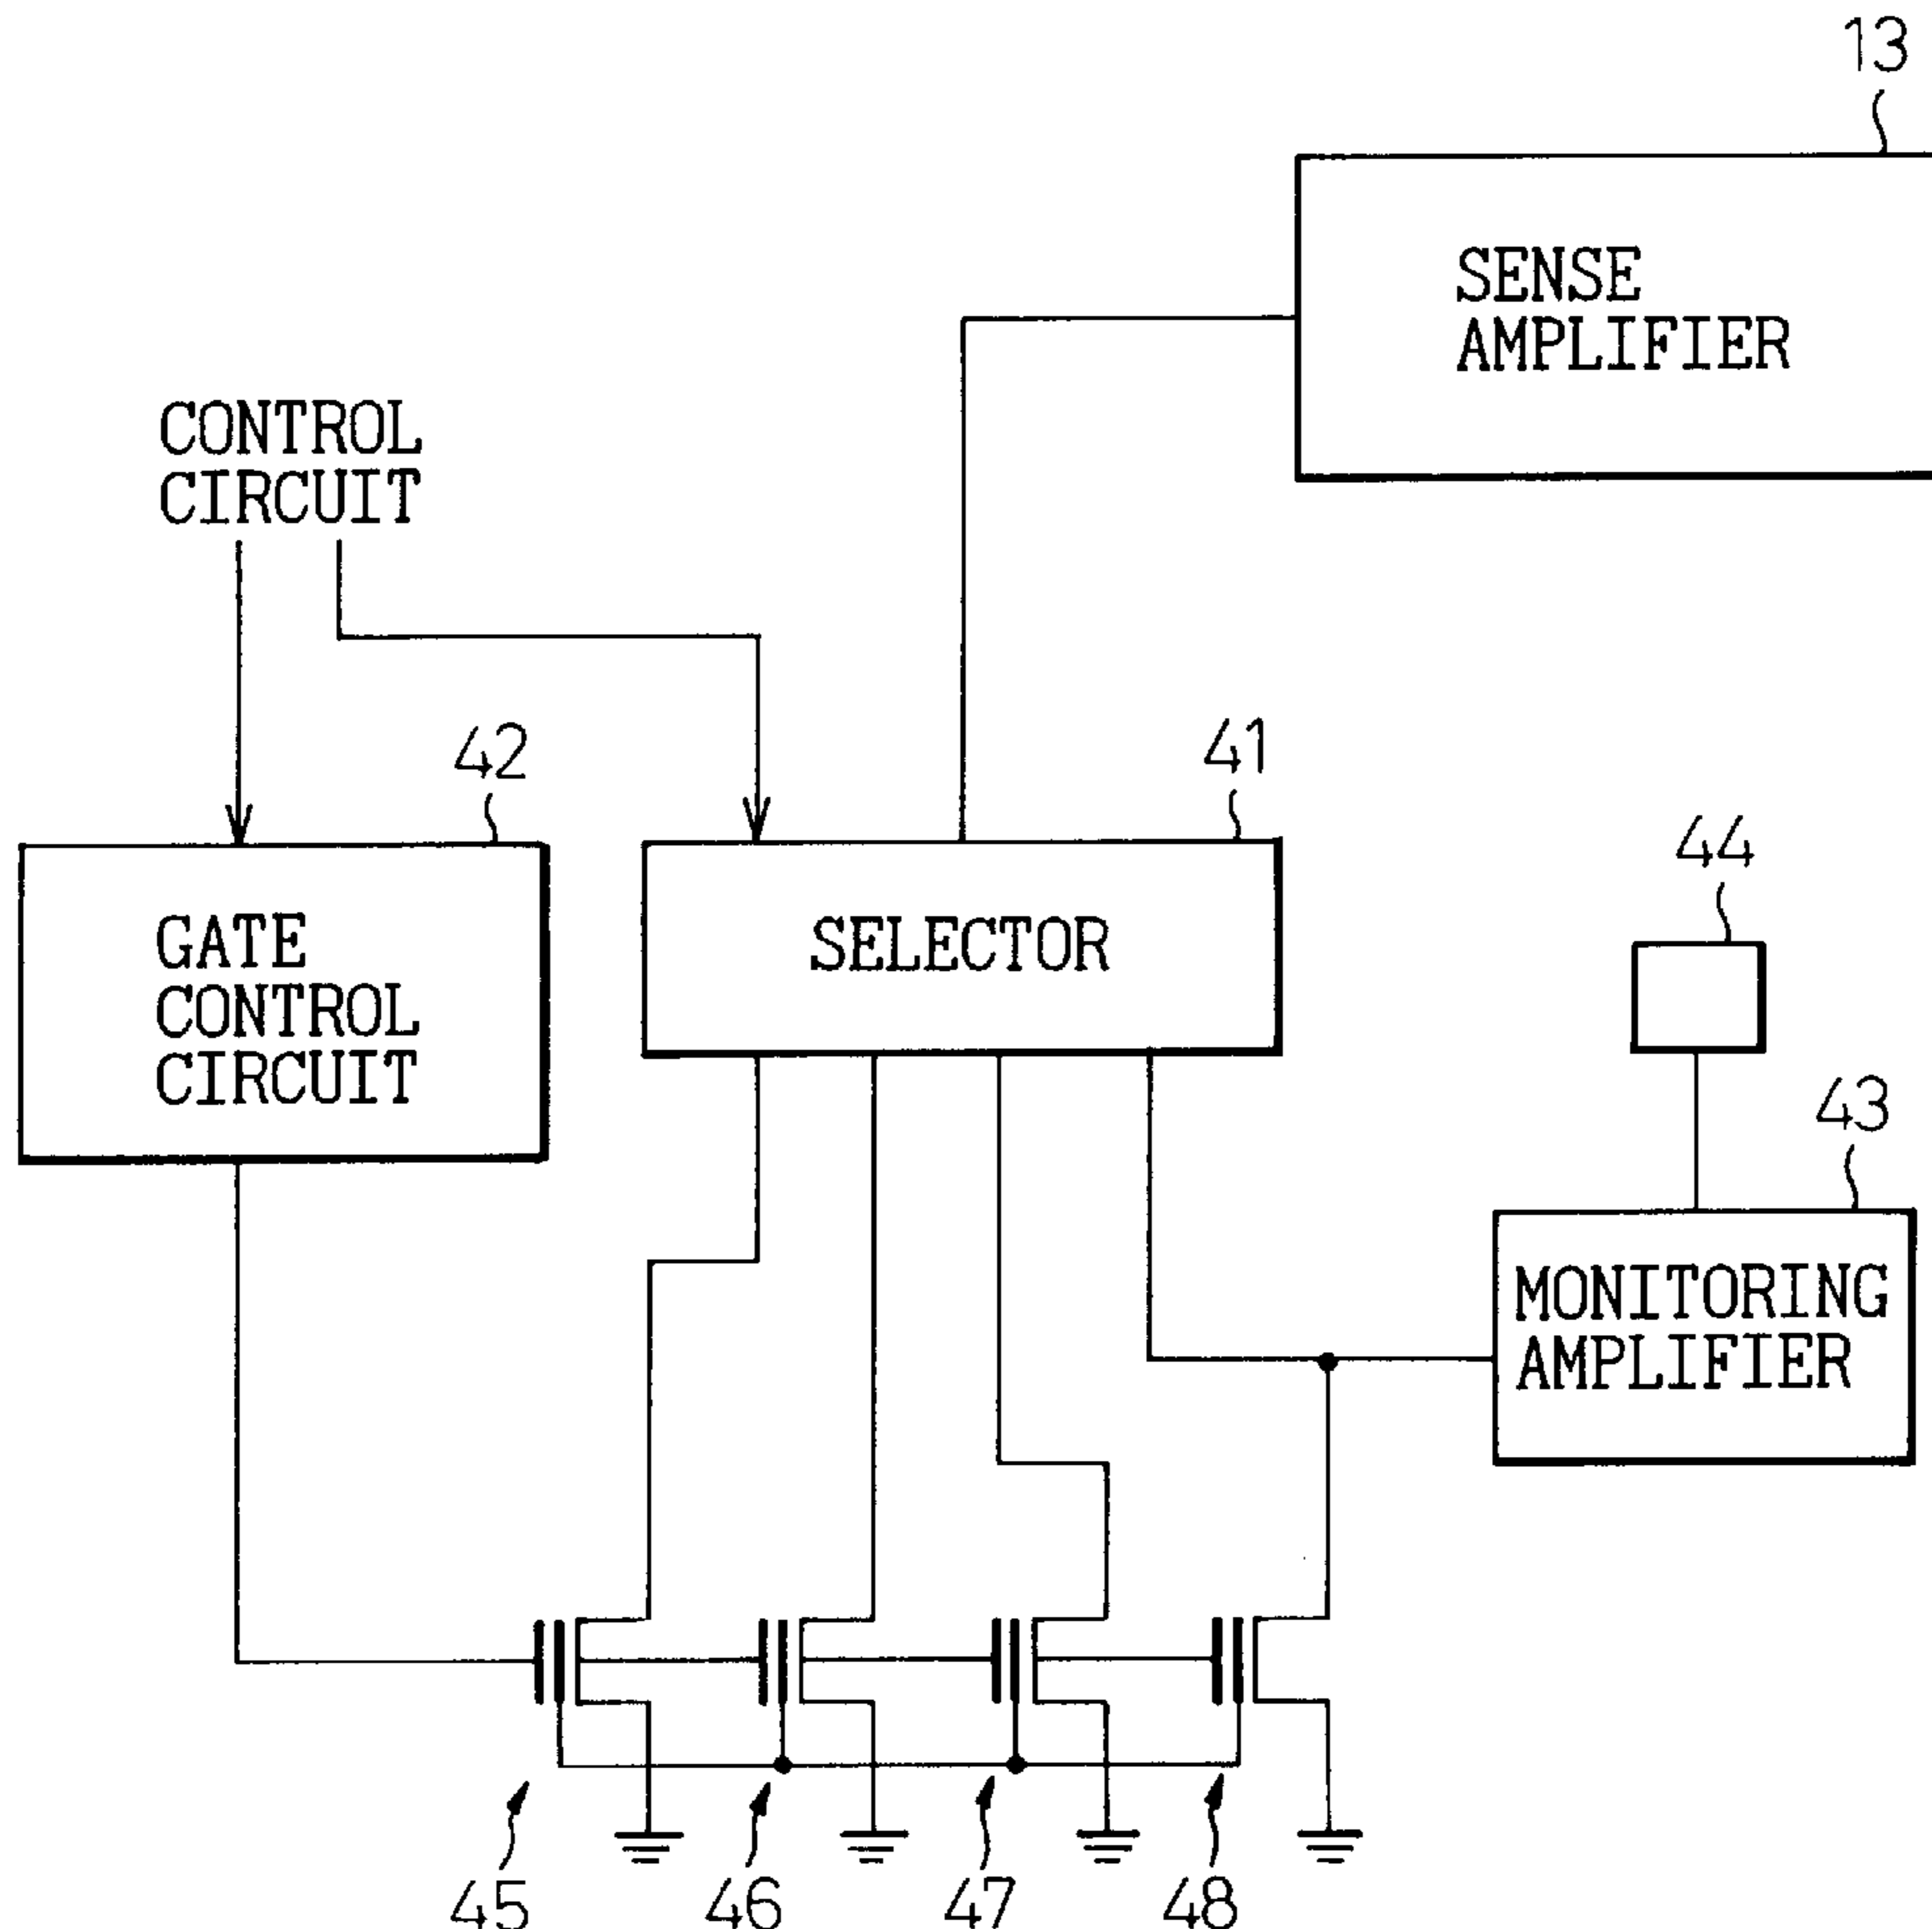 13
SENSE
AMPLIFIER
CONTROL
CIRCUIT
42
41
44
GATE
CONTROL
CIRCUIT
SELECTOR
43
MONITORING
AMPLIFIER
45
46
47
48